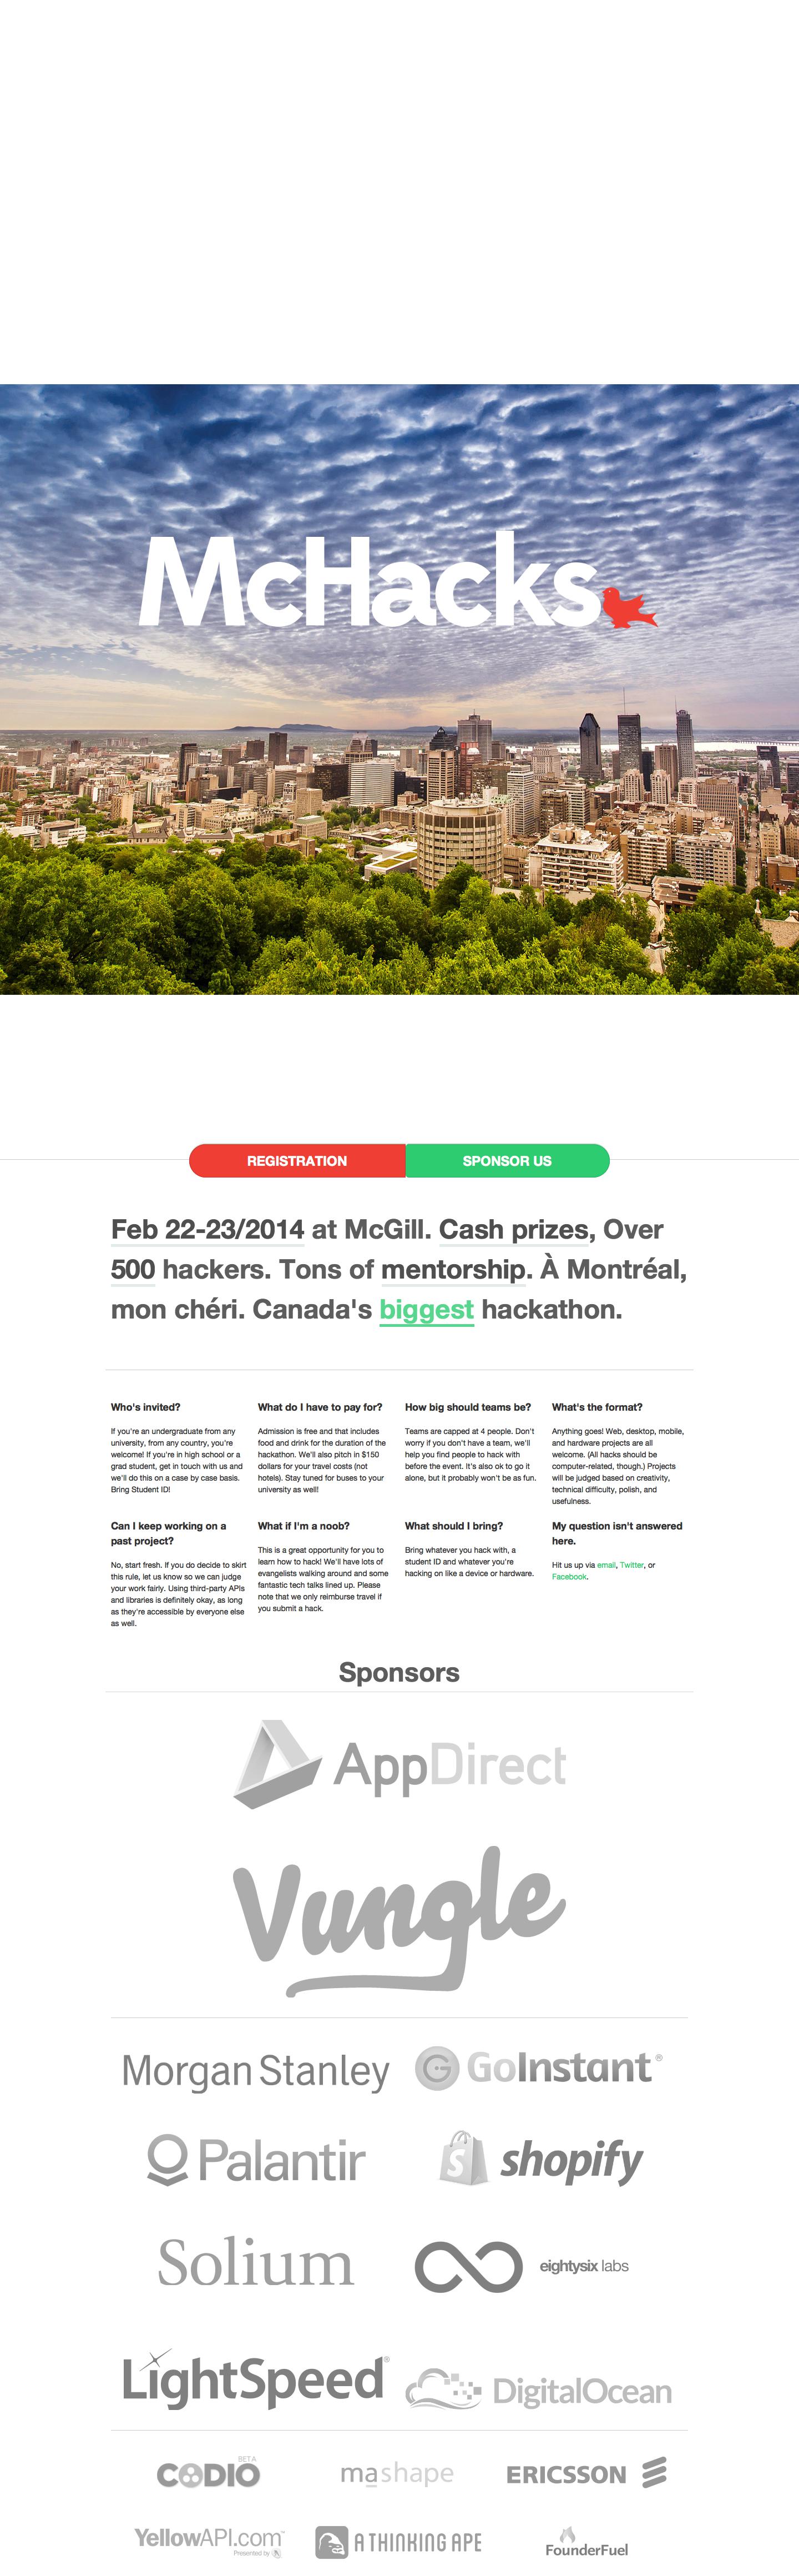 McHacks
REGISTRATION
SPONSOR US
Feb 22-23/2014 at McGill. Cash prizes, Over
500 hackers. Tons of mentorship. À Montréal,
mon chéri. Canada's biggest hackathon.
Who's invited?
If you're an undergraduate from any
university, from any country, you're
welcome! If you're in high school or a
grad student, get in touch with us and
we'll do this on a case by case basis.
Bring Student ID!
What do I have to pay for?
Admission is free and that includes
food and drink for the duration of the
hackathon. We'll also pitch in $150
dollars for your travel costs (not
hotels). Stay tuned for buses to your
university as well!
How big should teams be?
Teams are capped at 4 people. Don't
worry if you don't have a team, we'll
help you find people to hack with
before the event. It's also ok to go it
alone, but it probably won't be as fun.
What's the format?
Anything goes! Web, desktop, mobile,
and hardware projects are all
welcome. (All hacks should be
computer-related, though.) Projects
will be judged based on creativity,
technical difficulty, polish, and
usefulness.
Can I keep working on a
past project?
No, start fresh. If you do decide to skirt
this rule, let us know so we can judge
your work fairly. Using third-party APIs
and libraries is definitely okay, as long
as they're accessible by everyone else
as well.
What if I'm a noob?
This is a great opportunity for you to
learn how to hack! We'll have lots of
evangelists walking around and some
fantastic tech talks lined up. Please
note that we only reimburse travel if
you submit a hack.
What should I bring?
Bring whatever you hack with, a
student ID and whatever you're
hacking on like a device or hardware.
My question isn't answered
here.
Hit us up via email, Twitter, or
Facebook.
Sponsors
AppDirect
Vungle
Morgan Stanley
GoInstant®
Palantir
shopify
Solium
eightysix labs
LightSpeed®
DigitalOcean
CODIO BETA
mashape
ERICSSON
YellowAPI.com™
Presented by
A THINKING APE
FounderFuel